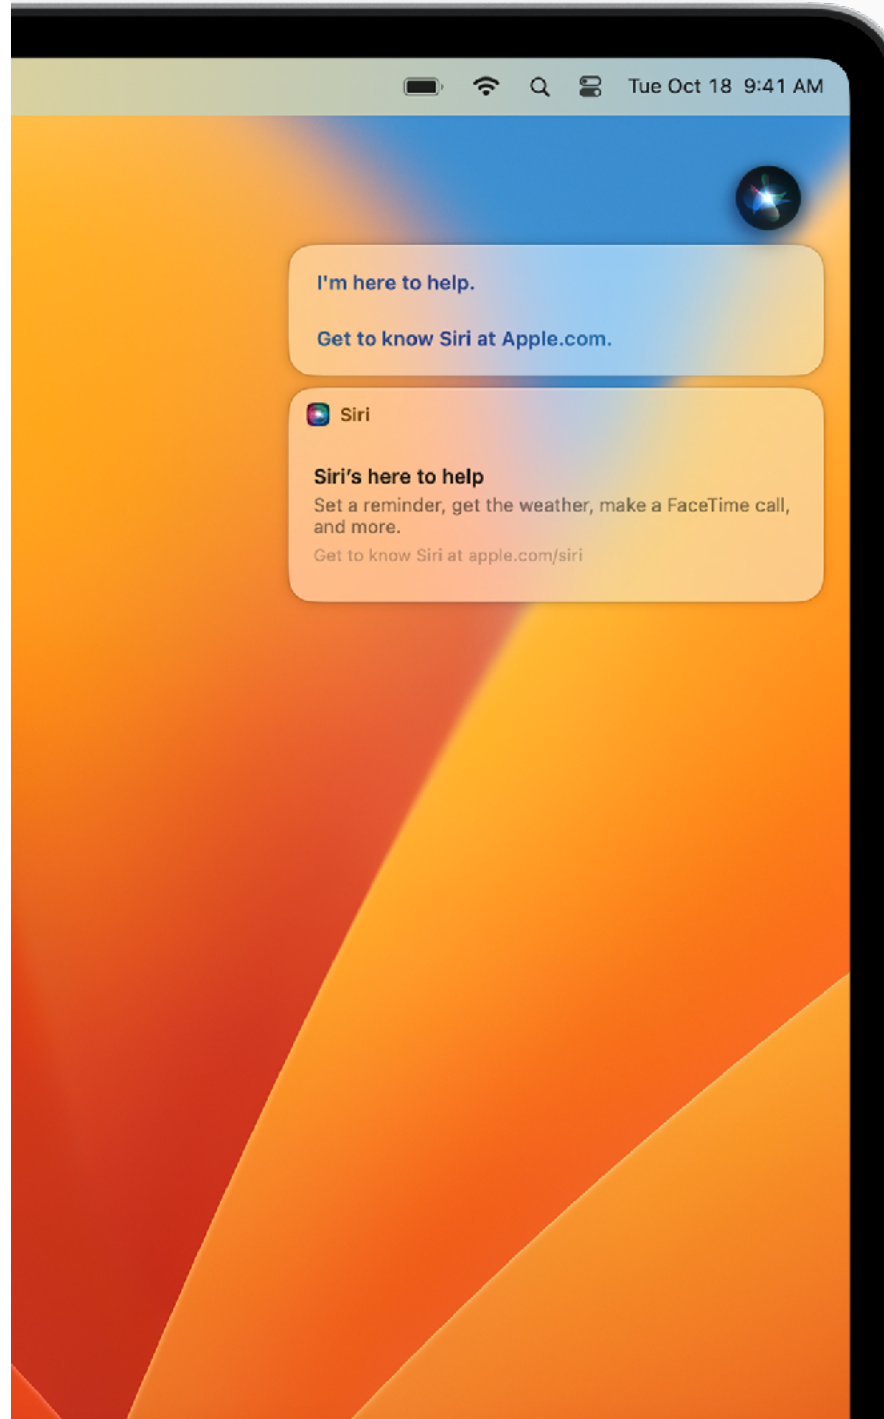 Tue Oct 18 9:41 AM
I'm here to help.
Get to know Siri at Apple.com.
Siri
Siri’s here to help
Set a reminder, get the weather, make a FaceTime call,
and more.
Get to know Siri at apple.com/siri